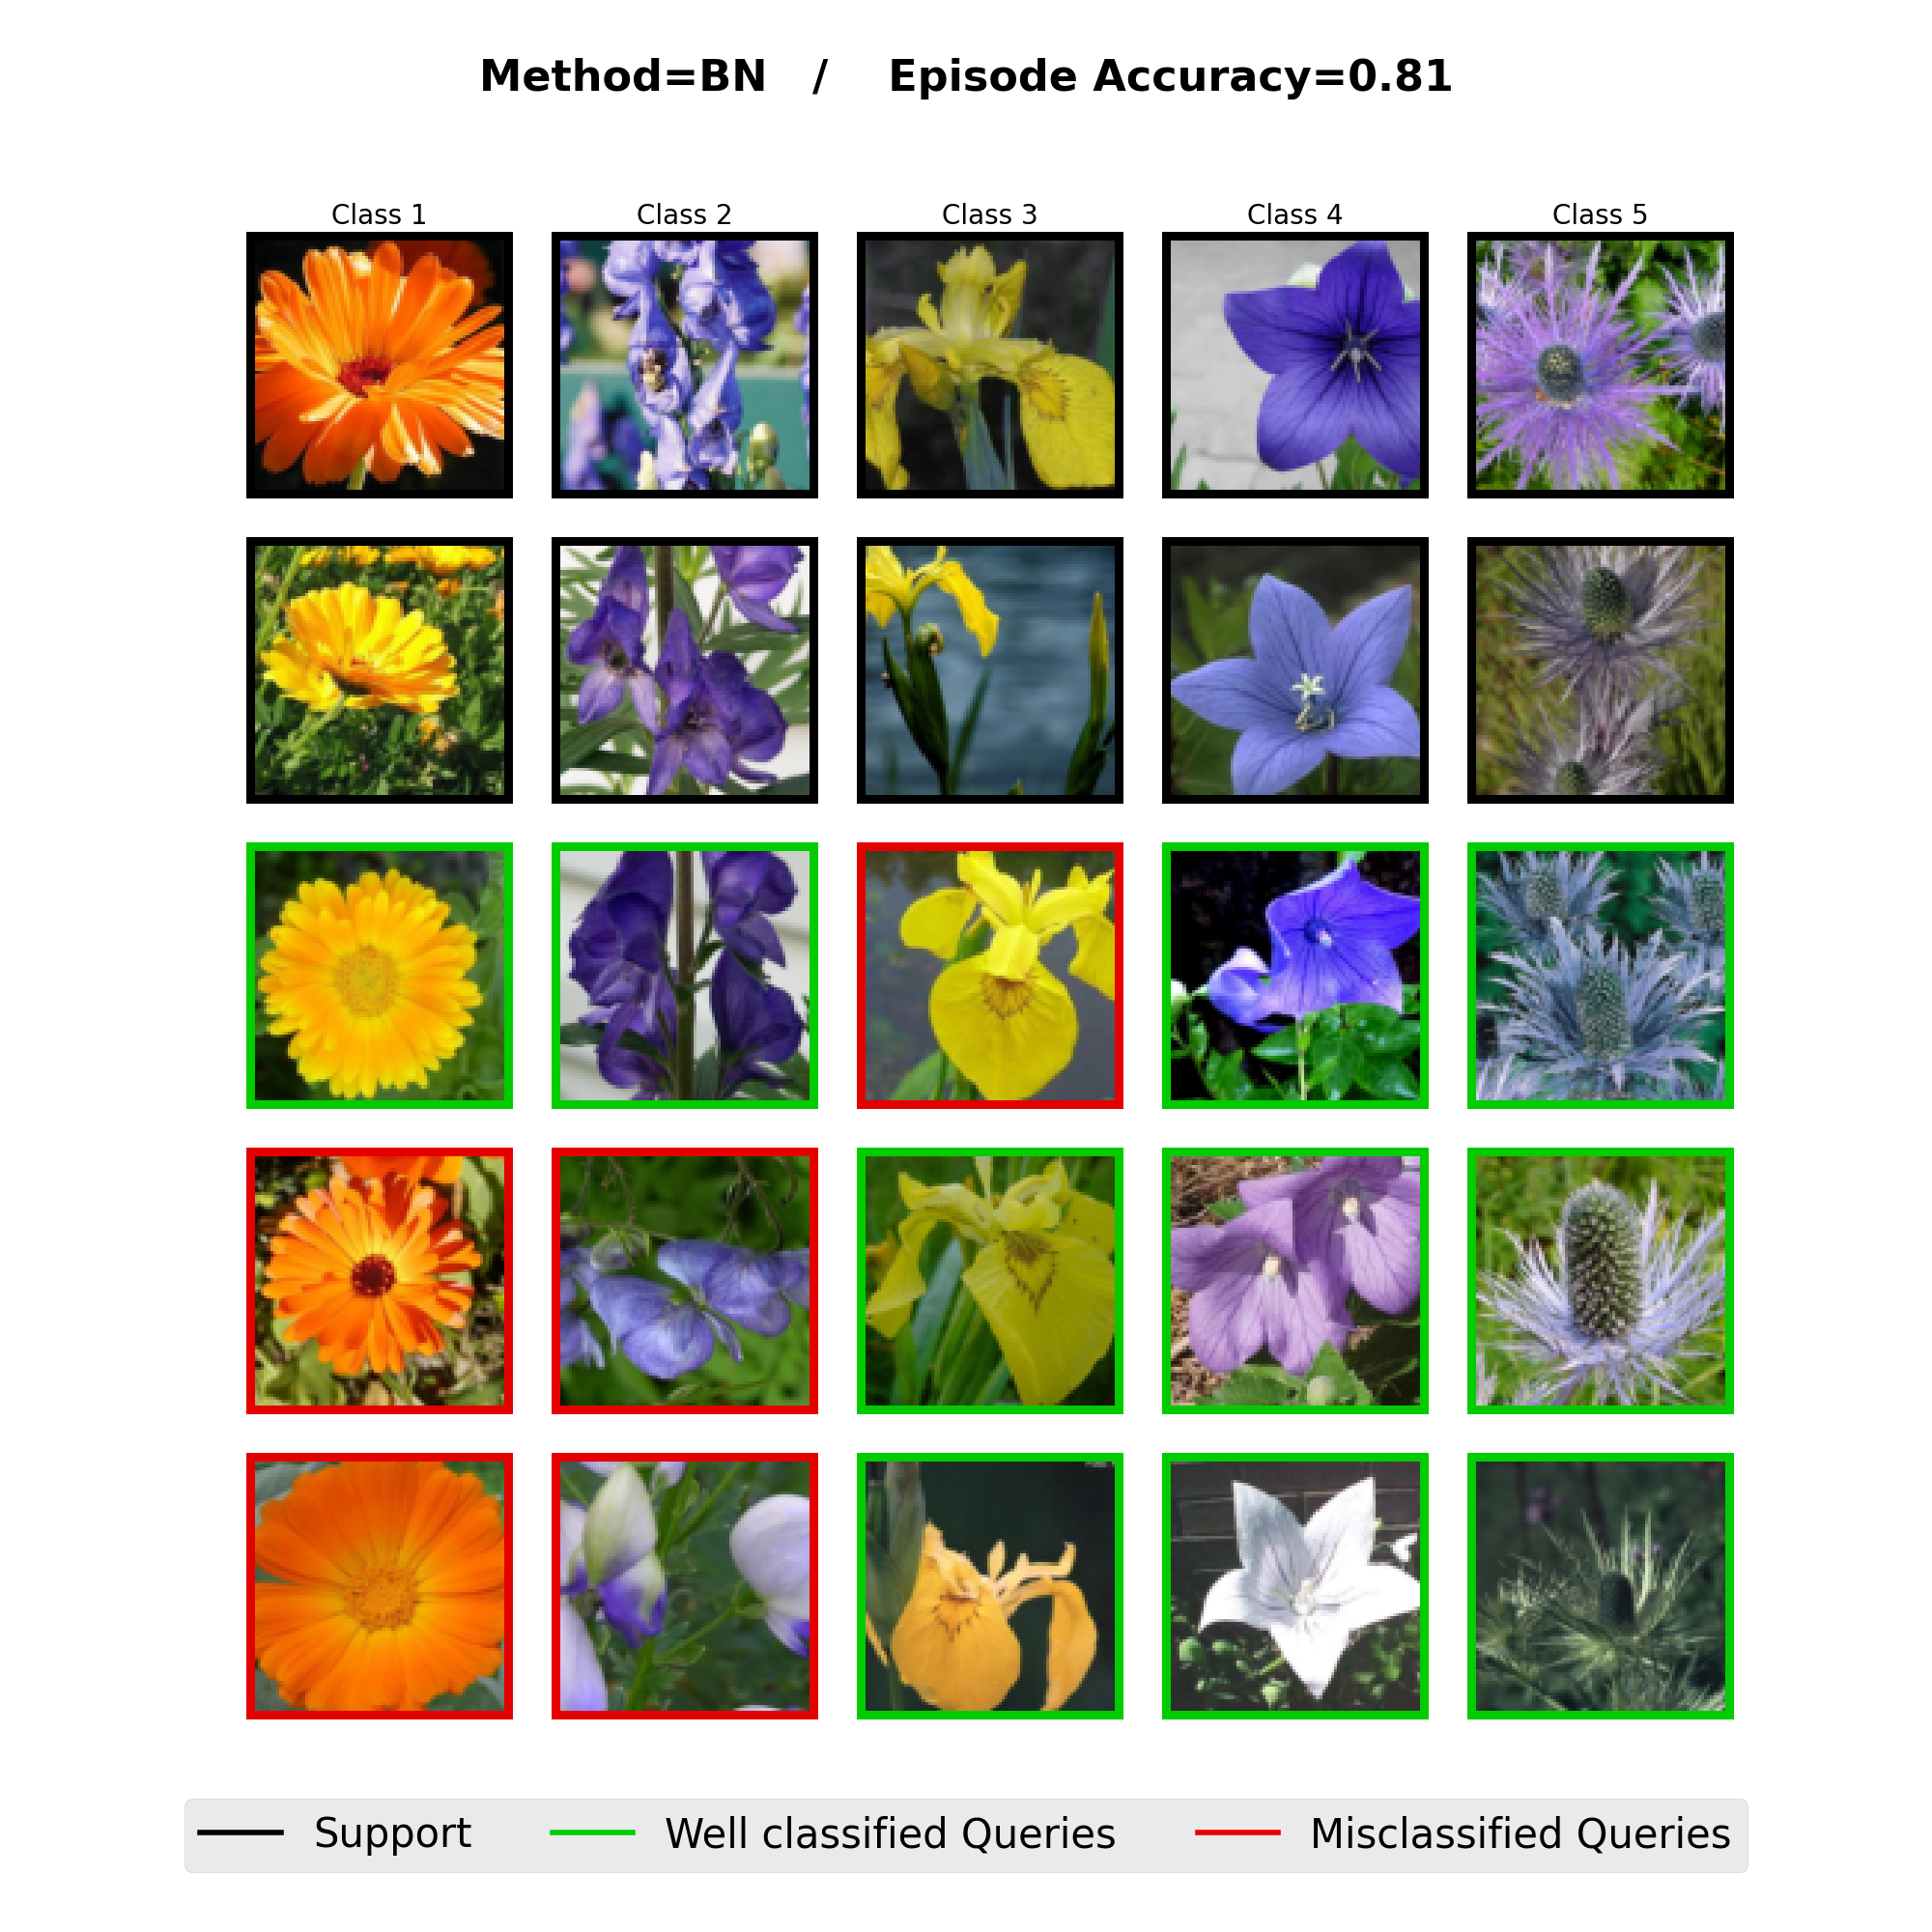 Method=BN / Episode Accuracy=0.81
Class 1 Class 2 Class 3 Class 4 Class 5
Support Well classified Queries Misclassified Queries